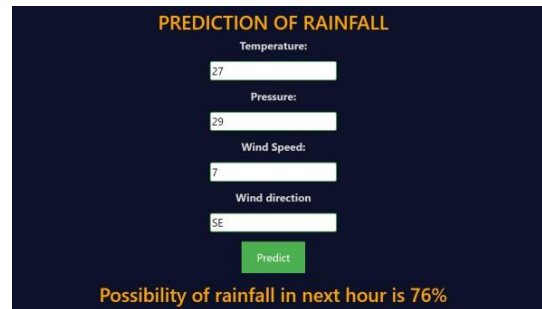 PREDICTION OF RAINFALL
Temperature:
27
Pressure:
29
Wind Speed:
7
Wind direction
SE
Predict
Possibility of rainfall in next hour is 76%